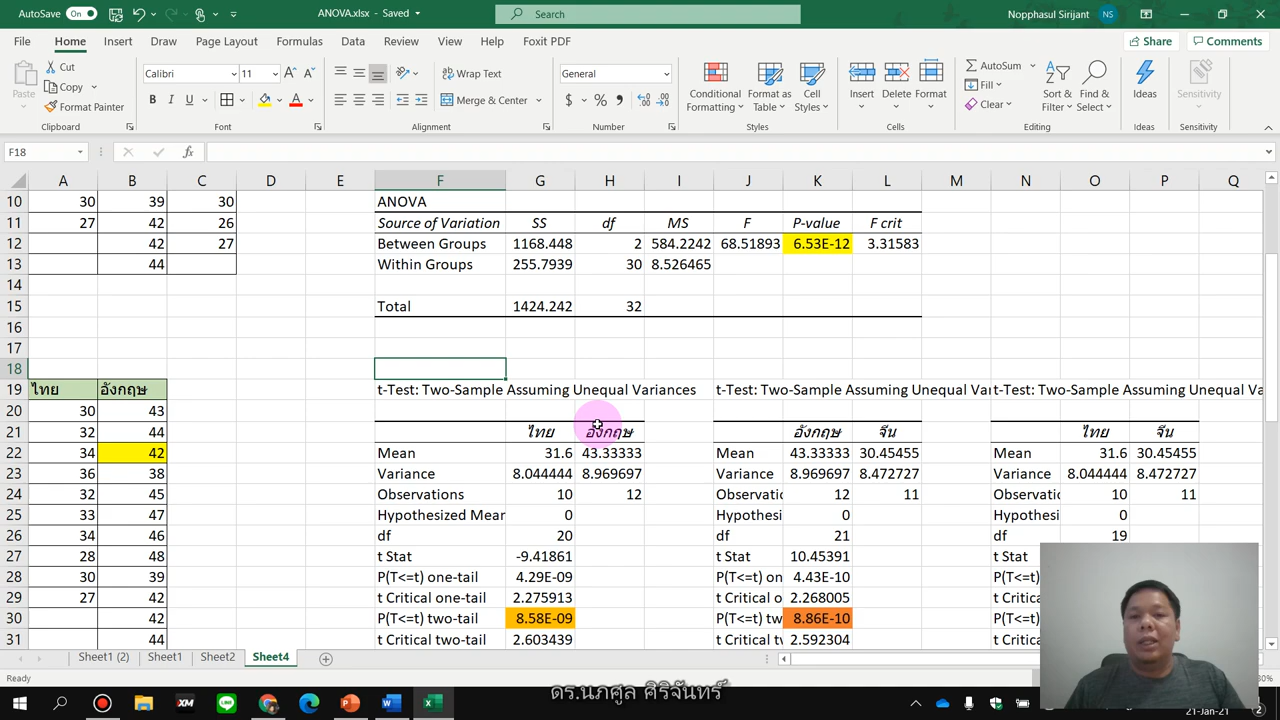 AutoSave On ANOVA.xlsx - Saved Search Nopphasul Sirijant NS
File Home Insert Draw Page Layout Formulas Data Review View Help Foxit PDF Share Comments
Paste Cut Copy Format Painter Clipboard
Calibri 11 B I U Font
Wrap Text Merge & Center Alignment
General $ % Number
Conditional Formatting Format as Table Cell Styles Styles
Insert Delete Format Cells
AutoSum Fill Clear Sort & Filter Find & Select Editing
Ideas Ideas
Sensitivity Sensitivity
F18 fx
A B C D E F G H I J K L M N O P Q
10 30 39 30 ANOVA
11 27 42 26 Source of Variation SS df MS F P-value F crit
12 42 27 Between Groups 1168.448 2 584.2242 68.51893 6.53E-12 3.31583
13 44 Within Groups 255.7939 30 8.526465
14
15 Total 1424.242 32
16
17
18
19 ไทย อังกฤษ t-Test: Two-Sample Assuming Unequal Variances t-Test: Two-Sample Assuming Unequal Var t-Test: Two-Sample Assuming Unequal Va
20 30 43
21 32 44 ไทย อังกฤษ อังกฤษ จีน ไทย จีน
22 34 42 Mean 31.6 43.33333 Mean 43.33333 30.45455 Mean 31.6 30.45455
23 36 38 Variance 8.044444 8.969697 Variance 8.969697 8.472727 Variance 8.044444 8.472727
24 32 45 Observations 10 12 Observatic 12 11 Observatic 10 11
25 33 47 Hypothesized Mear 0 Hypothesi 0 Hypothesi 0
26 34 46 df 20 df 21 df 19
27 28 48 t Stat -9.41861 t Stat 10.45391 t Stat
28 30 39 P(T<=t) one-tail 4.29E-09 P(T<=t) on 4.43E-10 P(T<=t)
29 27 42 t Critical one-tail 2.275913 t Critical o 2.268005 t Critical
30 42 P(T<=t) two-tail 8.58E-09 P(T<=t) tw 8.86E-10 P(T<=t)
31 44 t Critical two-tail 2.603439 t Critical tv 2.592304 t Critical
Sheet1 (2) Sheet1 Sheet2 Sheet4
Ready
ดร.นภศูล ศิริจันทร์
21-Jan-21